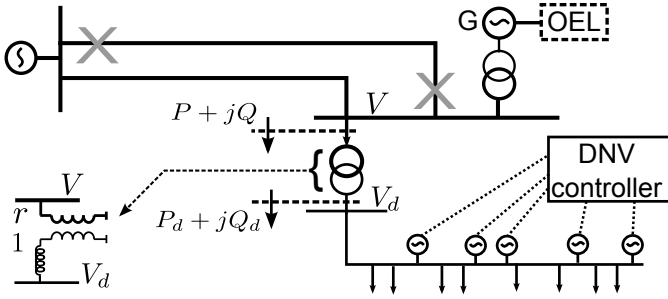 G
OEL
V
P + jQ
DNV
controller
{
V
r
1
V_d
P_d + jQ_d
V_d